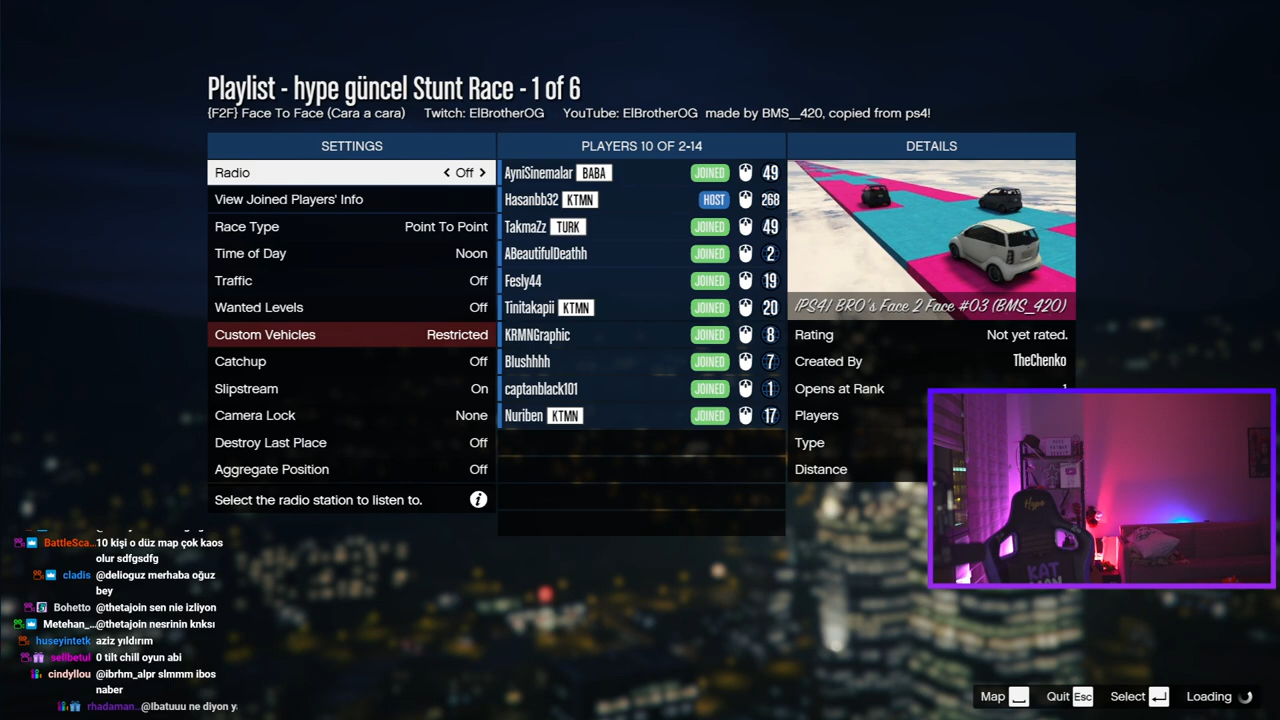 Playlist - hype güncel Stunt Race - 1 of 6
{F2F} Face To Face (Cara a cara) Twitch: ElBrotherOG YouTube: ElBrotherOG made by BMS_420, copied from ps4!
SETTINGS
Radio Off
View Joined Players' Info
Race Type Point To Point
Time of Day Noon
Traffic Off
Wanted Levels Off
Custom Vehicles Restricted
Catchup Off
Slipstream On
Camera Lock None
Destroy Last Place Off
Aggregate Position Off
Select the radio station to listen to.
PLAYERS 10 OF 2-14
AyniSinemalar BABA JOINED 49
Hasanbb32 KTMN HOST 268
TakmaZz TURK JOINED 49
ABeautifulDeathh JOINED 2
Fesly44 JOINED 19
Tinitakapii KTMN JOINED 20
KRMNGraphic JOINED 8
Blushhhh JOINED 7
captanblack101 JOINED 1
Nuriben KTMN JOINED 17
DETAILS
[PS4] BRO's Face 2 Face #03 (BMS_420)
Rating Not yet rated.
Created By TheChenko
Opens at Rank
Players
Type
Distance
Hype
KAT
BattleSca... 10 kişi o düz map çok kaos
olur sdfgsdfg
cladis @delioguz merhaba oğuz
bey
Bohetto @thetajoin sen nie izliyon
Metehan_... @thetajoin nesrinin knksı
huseyintetk aziz yıldırım
sellbetul 0 tilt chill oyun abi
cindyllou @ibrhm_alpr slmmm ibos
naber
rhadaman... @Ibatuuu ne diyon y
Map Quit Esc Select Loading